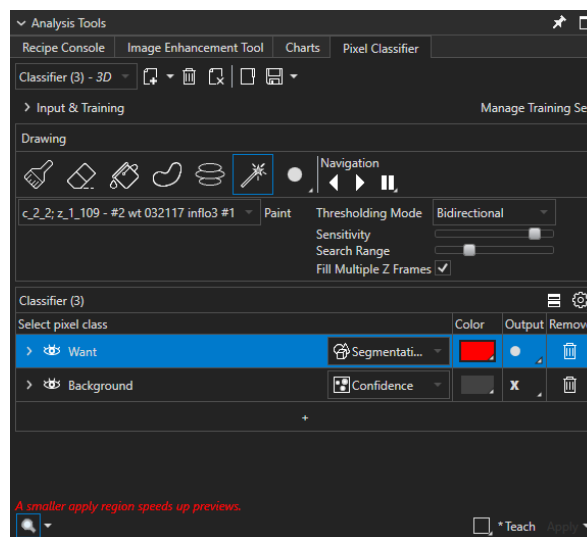 Analysis Tools
Recipe Console Image Enhancement Tool Charts Pixel Classifier
Classifier (3) - 3D
Input & Training Manage Training Se
Drawing
Navigation
c_2_2; z_1_109 - #2 wt 032117 inflo3 #1 Paint Thresholding Mode Bidirectional
Sensitivity
Search Range
Fill Multiple Z Frames
Classifier (3)
Select pixel class Color Output Remov
Want Segmentati...
Background Confidence x
+
A smaller apply region speeds up previews.
* Teach Apply